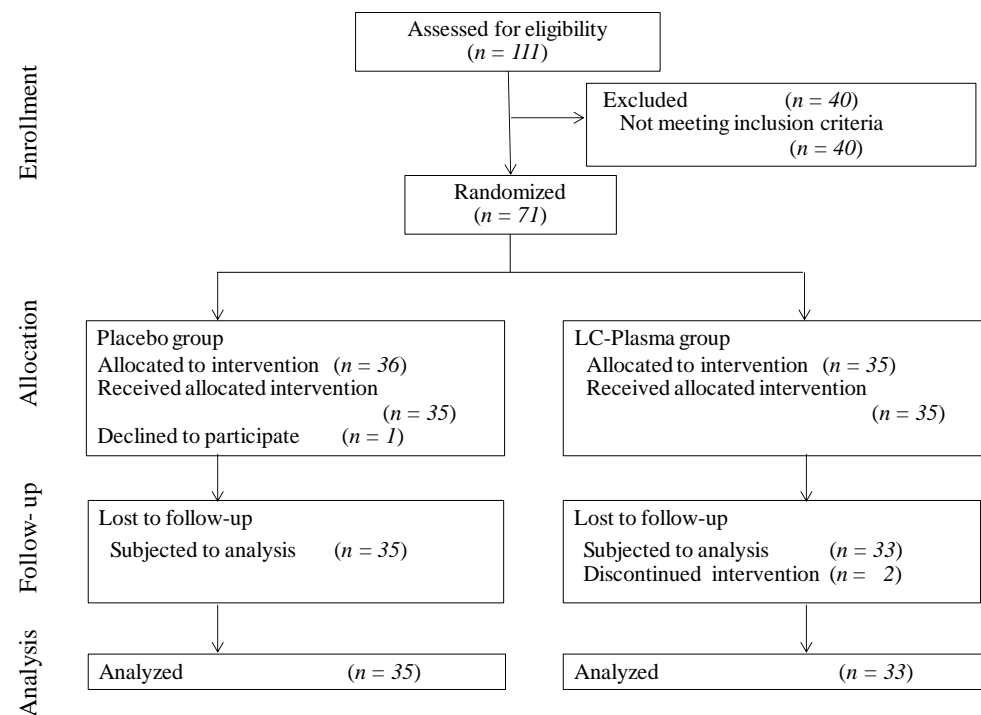 Enrollment
Assessed for eligibility
(n = 111)
Excluded (n = 40)
Not meeting inclusion criteria
(n = 40)
Randomized
(n = 71)
Allocation
Placebo group
Allocated to intervention (n = 36)
Received allocated intervention
(n = 35)
Declined to participate (n = 1)
LC-Plasma group
Allocated to intervention (n = 35)
Received allocated intervention
(n = 35)
Follow- up
Lost to follow-up
Subjected to analysis (n = 35)
Lost to follow-up
Subjected to analysis (n = 33)
Discontinued intervention (n = 2)
Analysis
Analyzed (n = 35)
Analyzed (n = 33)